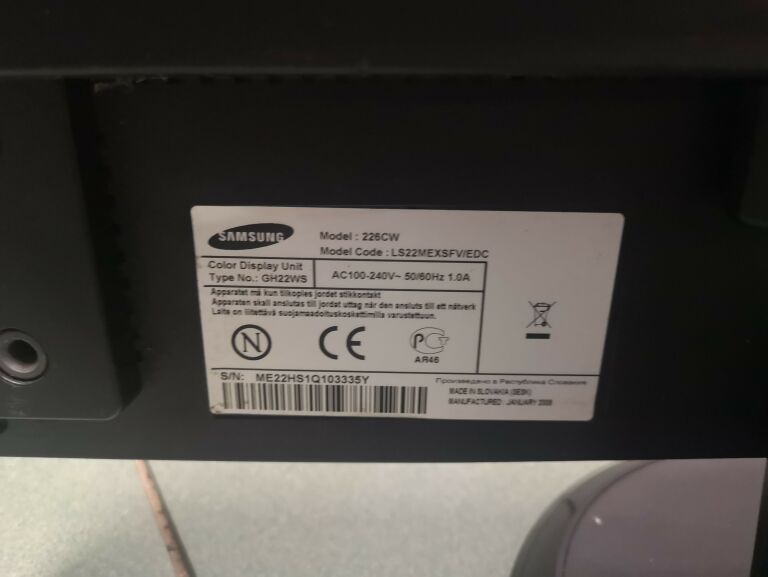 SAMSUNG
Model : 226CW
Model Code : LS22MEXSFV/EDC
Color Display Unit
Type No.: GH22WS
AC100-240V~ 50/60Hz 1.0A
Apparatet må kun tilkoples jordet stikkontakt
Apparaten skall anslutas till jordat uttag när den ansluts till ett nätverk
Laite on liitettävä suojamaadoituskoskettimilla varustettuun.
N
CE
PCT
AR46
S/N: ME22HS1Q103335Y
Произведено в Республика Словакия
MADE IN SLOVAKIA (SESK)
MANUFACTURED : JANUARY 2008